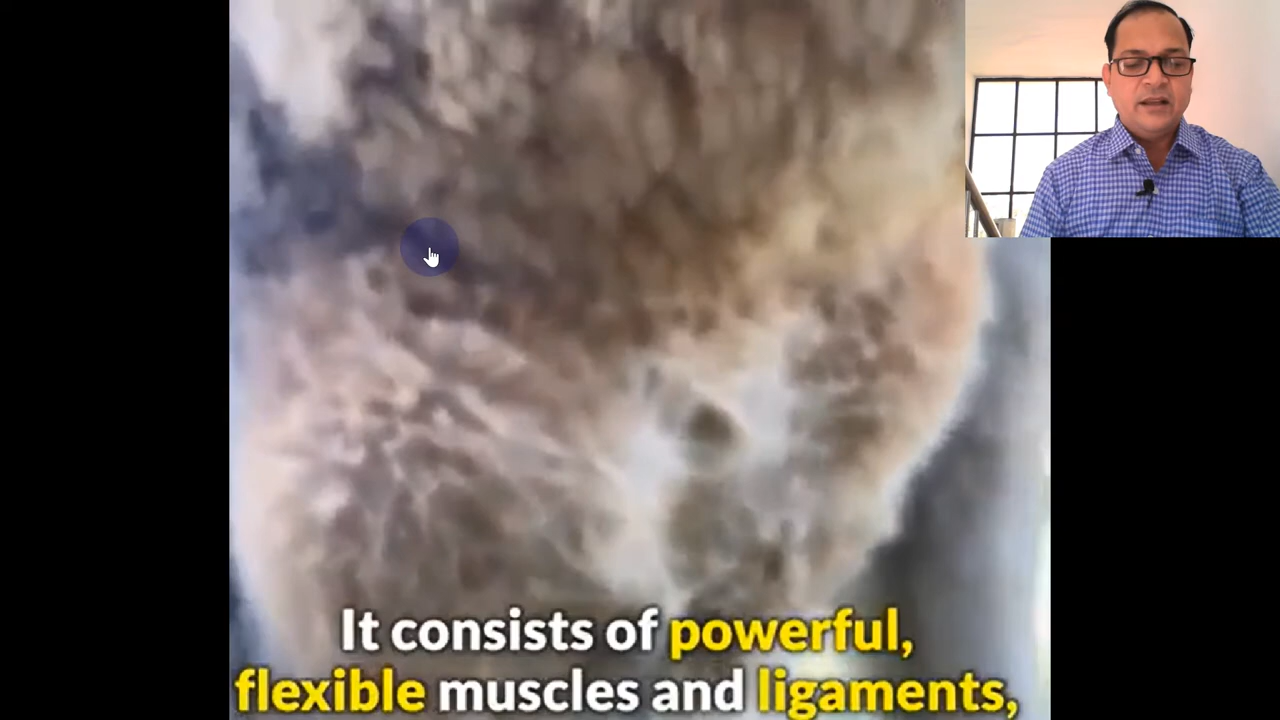 It consists of powerful,
flexible muscles and ligaments,